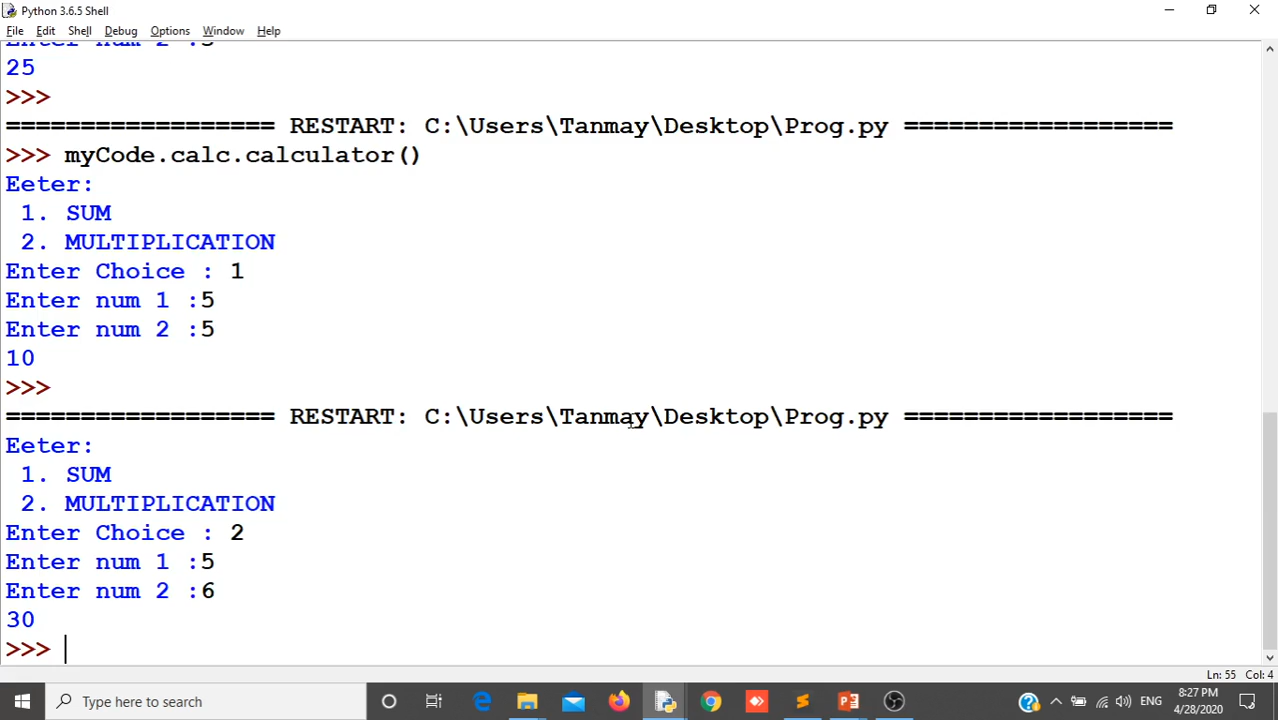 Python 3.6.5 Shell
File Edit Shell Debug Options Window Help
Enter num 2 :5
25
>>>
================== RESTART: C:\Users\Tanmay\Desktop\Prog.py ==================
>>> myCode.calc.calculator()
Eeter:
1. SUM
2. MULTIPLICATION
Enter Choice : 1
Enter num 1 :5
Enter num 2 :5
10
>>>
================== RESTART: C:\Users\Tanmay\Desktop\Prog.py ==================
Eeter:
1. SUM
2. MULTIPLICATION
Enter Choice : 2
Enter num 1 :5
Enter num 2 :6
30
>>>
Ln: 55 Col: 4
Type here to search
ENG
8:27 PM
4/28/2020